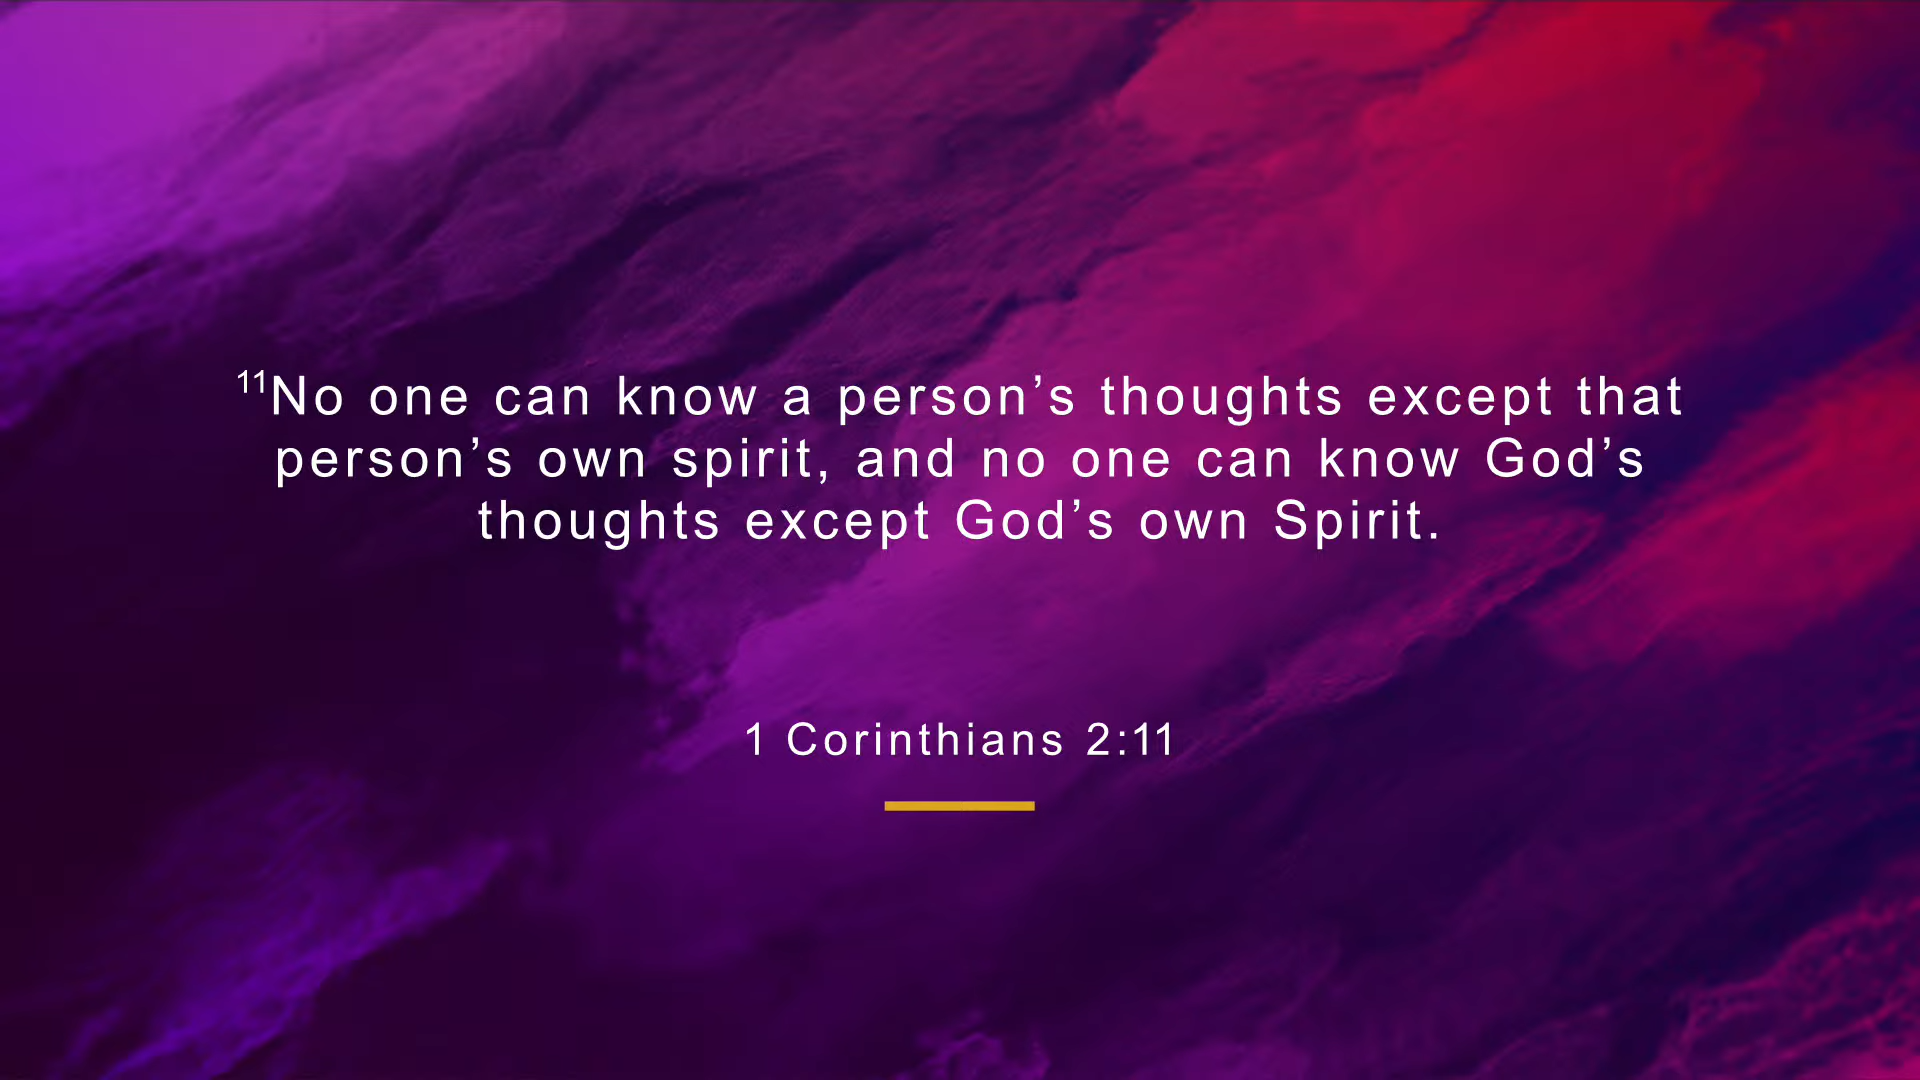 ¹¹No one can know a person’s thoughts except that
person’s own spirit, and no one can know God’s
thoughts except God’s own Spirit.
1 Corinthians 2:11